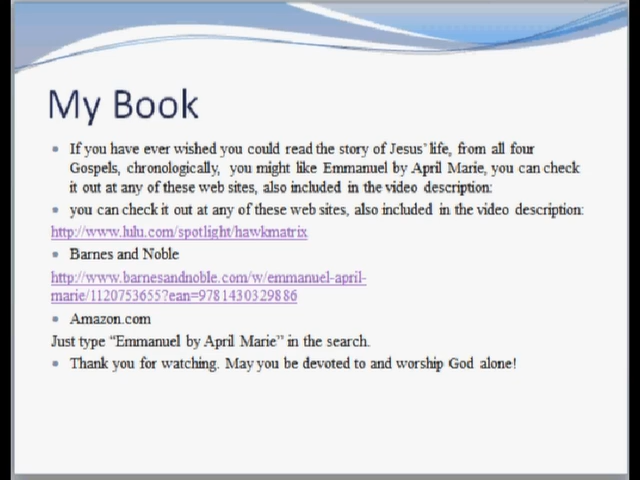 My Book
If you have ever wished you could read the story of Jesus' life, from all four
Gospels, chronologically, you might like Emmanuel by April Marie, you can check
it out at any of these web sites, also included in the video description:
you can check it out at any of these web sites, also included in the video description:
http://www.lulu.com/spotlight/hawkmatrix
Barnes and Noble
http://www.barnesandnoble.com/w/emmanuel-april-
marie/1120753655?ean=9781430329886
Amazon.com
Just type “Emmanuel by April Marie” in the search.
Thank you for watching. May you be devoted to and worship God alone!